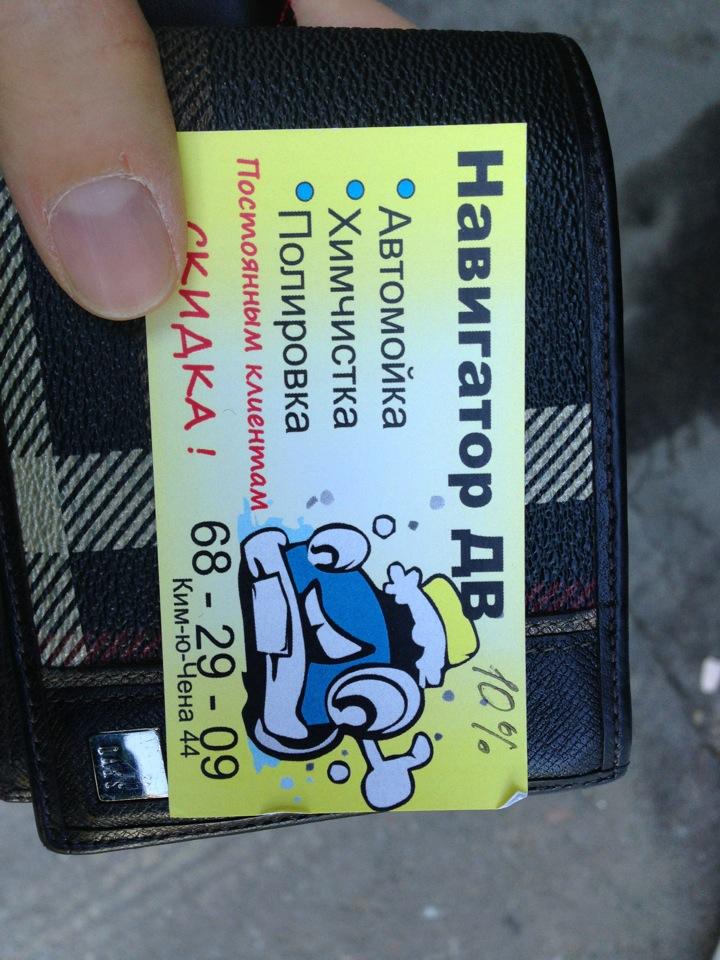 Навигатор ДВ
10%
Автомойка
Химчистка
Полировка
Постоянным клиентам
СКИДКА!
68 - 29 - 09
Ким-ю-Чена 44